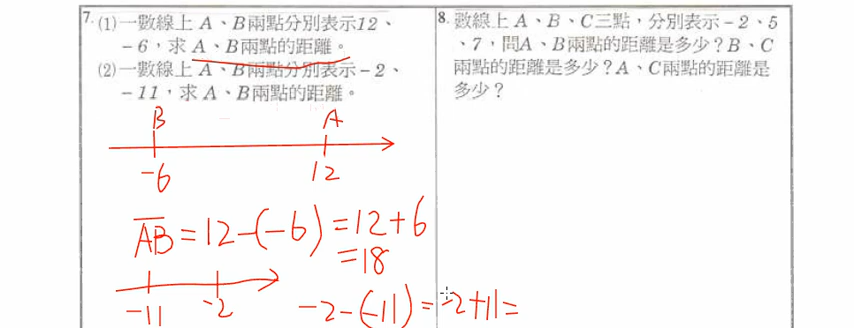 7. (1)一數線上 A、B兩點分別表示12、
−6，求 A、B兩點的距離。
(2)一數線上 A、B兩點分別表示−2、
−11，求 A、B兩點的距離。
B A
-6 12
AB = 12-(-6) = 12+6
=18
-11 -2 -2-(-11) = -2+11=
8. 數線上 A、B、C三點，分別表示−2、5
、7，問A、B兩點的距離是多少？B、C
兩點的距離是多少？A、C兩點的距離是
多少？